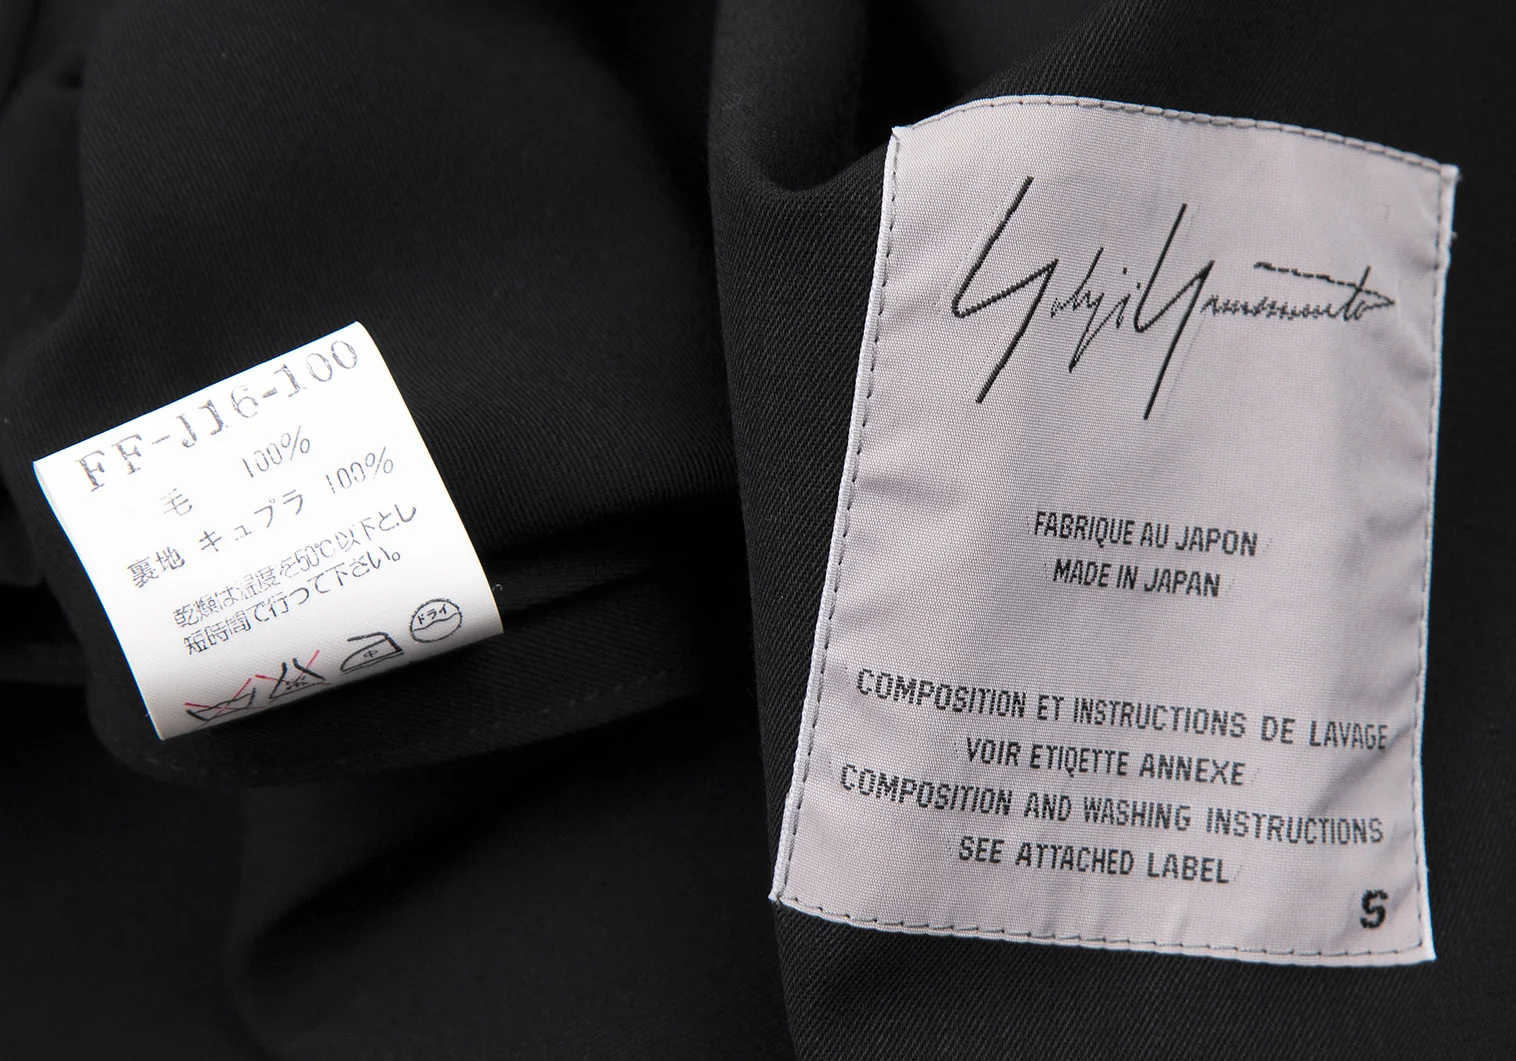 FF-J16-100
毛 100%
裏地 キュプラ 100%
乾燥は温度を50℃以下とし
短時間で行って下さい。
中
ドライ
Yohji Yamamoto
FABRIQUE AU JAPON
MADE IN JAPAN
COMPOSITION ET INSTRUCTIONS DE LAVAGE
VOIR ETIQETTE ANNEXE
COMPOSITION AND WASHING INSTRUCTIONS
SEE ATTACHED LABEL
S